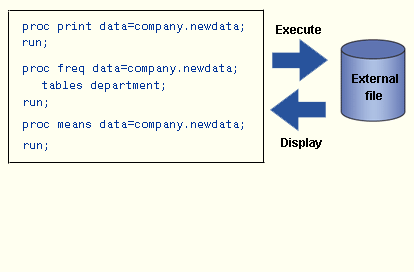 proc print data=company.newdata;
run;
proc freq data=company.newdata;
tables department;
run;
proc means data=company.newdata;
run;
Execute
External
file
Display